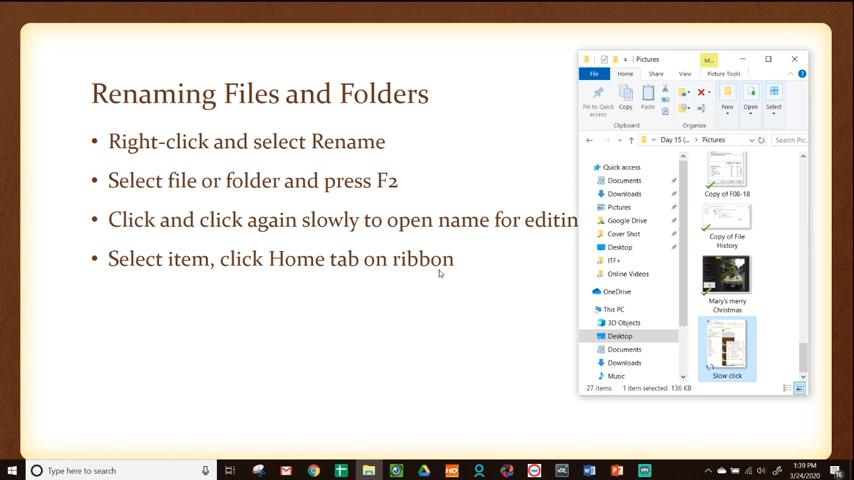 Renaming Files and Folders
• Right-click and select Rename
• Select file or folder and press F2
• Click and click again slowly to open name for editin
• Select item, click Home tab on ribbon
Pictures
M...
File Home Share View Picture Tools
Pin to Quick access
Copy
Paste
New
Open
Select
Clipboard
Organize
Day 15 (... Pictures
Search Pic...
Quick access
Documents
Downloads
Pictures
Google Drive
Cover Shot
Desktop
ITF+
Online Videos
OneDrive
This PC
3D Objects
Desktop
Documents
Downloads
Music
Copy of F08-18
Copy of File
History
Mary's merry
Christmas
Slow click
27 items 1 item selected 136 KB
Type here to search
HD
1:39 PM
3/24/2020
16